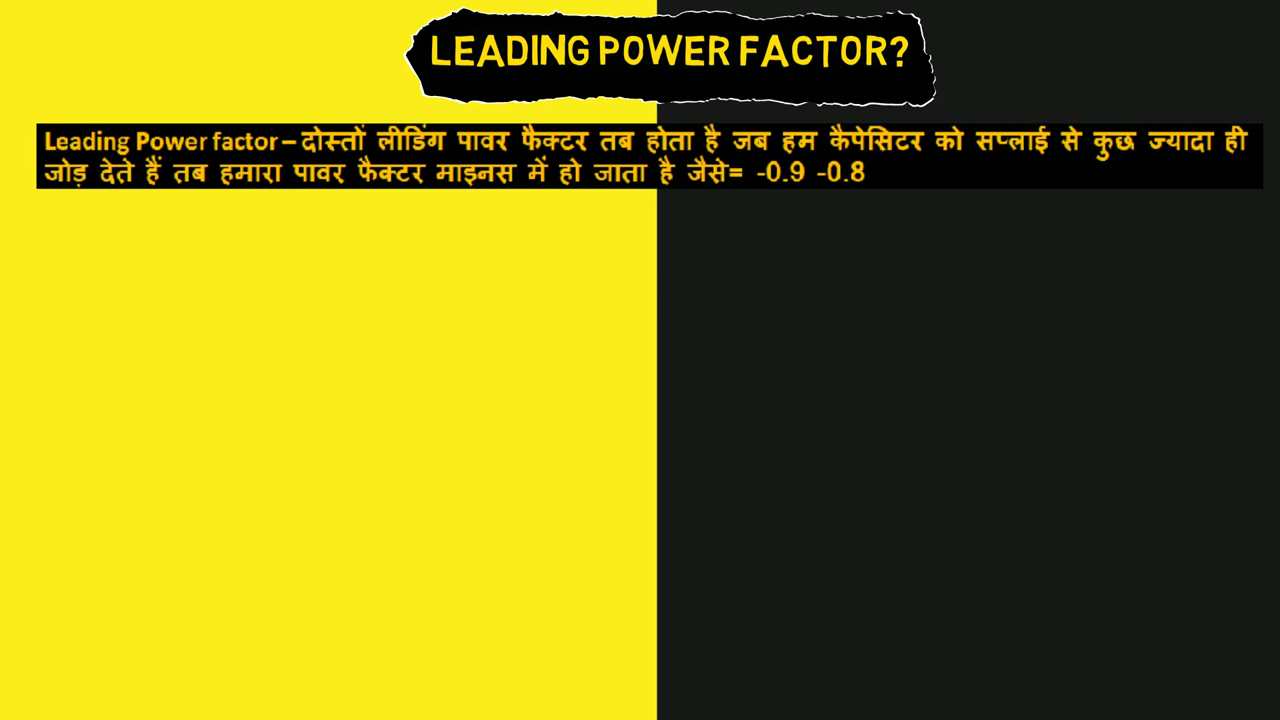 LEADING POWER FACTOR?
Leading Power factor – दोस्तों लीडिंग पावर फैक्टर तब होता है जब हम कैपेसिटर को सप्लाई से कुछ ज्यादा ही
जोड़ देते हैं तब हमारा पावर फैक्टर माइनस में हो जाता है जैसे= -0.9 -0.8